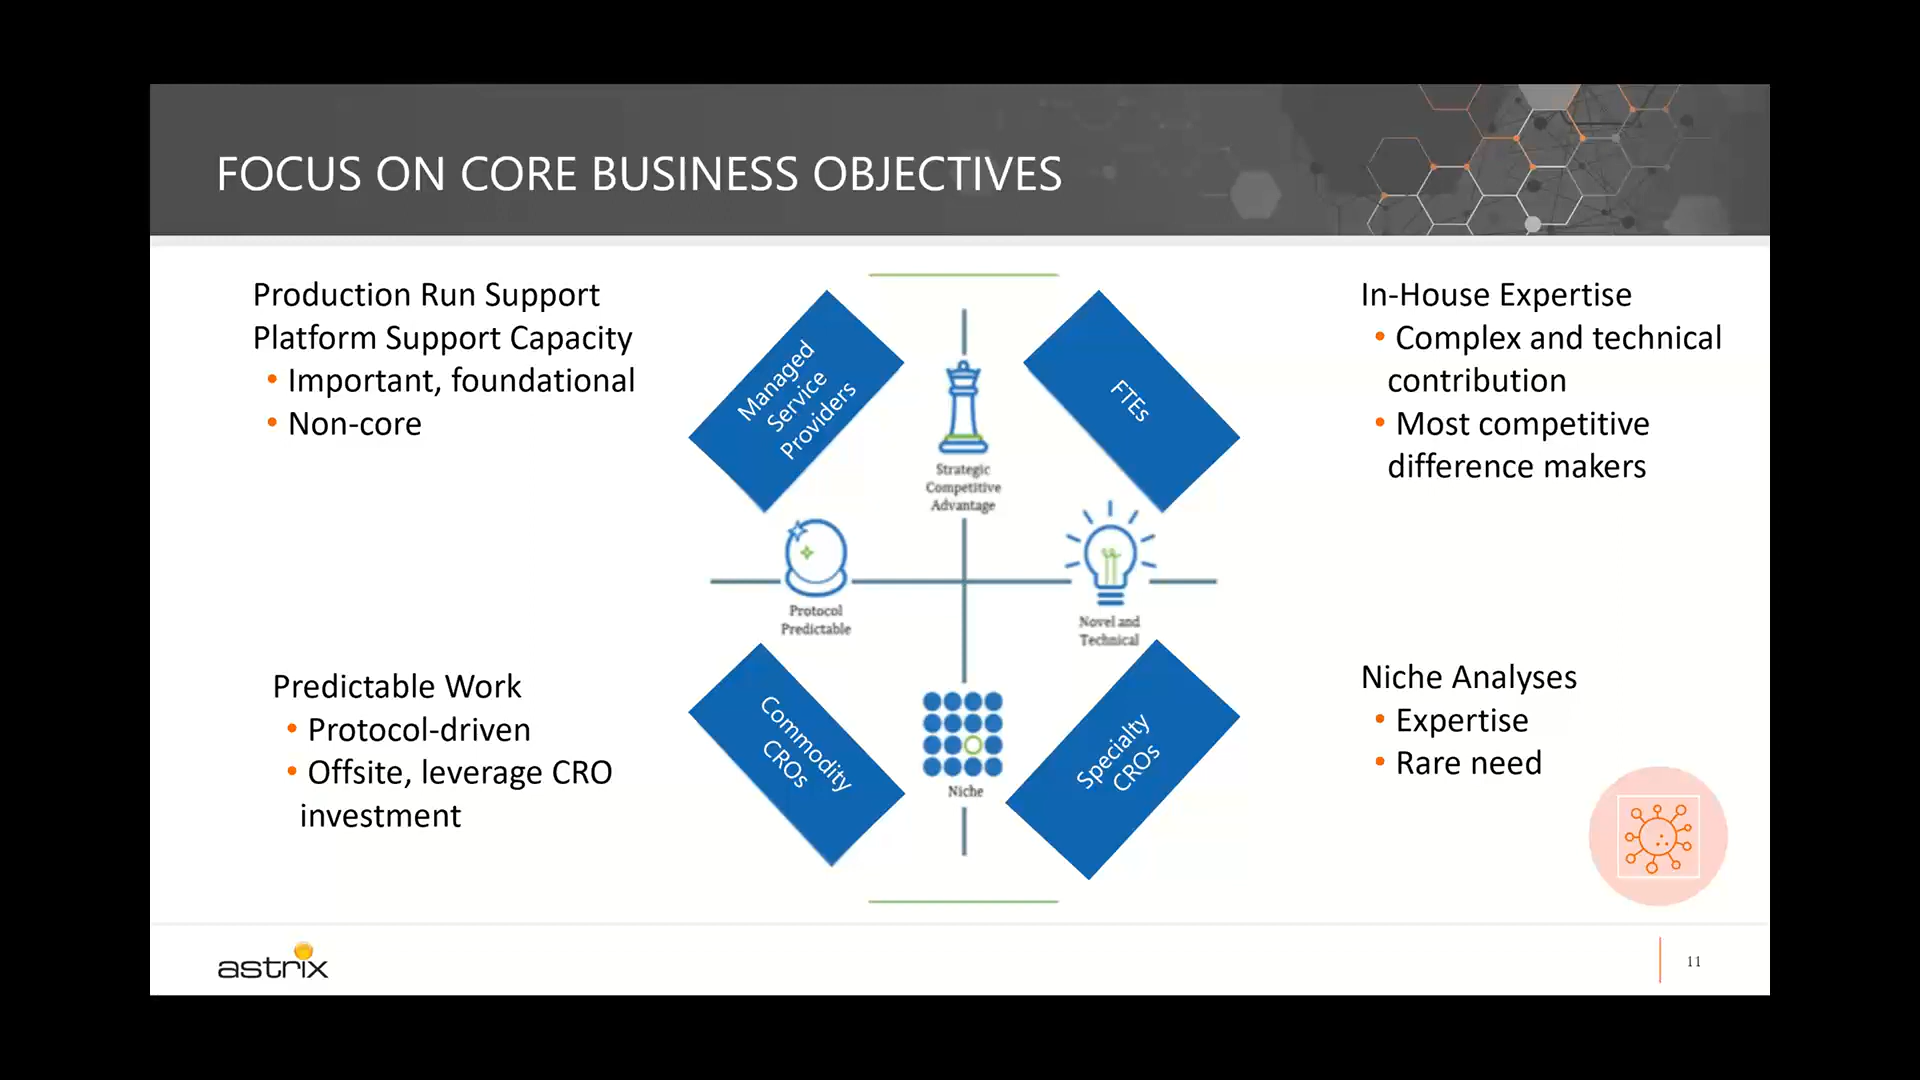 FOCUS ON CORE BUSINESS OBJECTIVES
Production Run Support
Platform Support Capacity
• Important, foundational
• Non-core
Managed
Service
Providers
Strategic
Competitive
Advantage
FTEs
In-House Expertise
• Complex and technical
contribution
• Most competitive
difference makers
Protocol
Predictable
Novel and
Technical
Predictable Work
• Protocol-driven
• Offsite, leverage CRO
investment
Commodity
CROs
Niche
Specialty
CROs
Niche Analyses
• Expertise
• Rare need
astrix
11